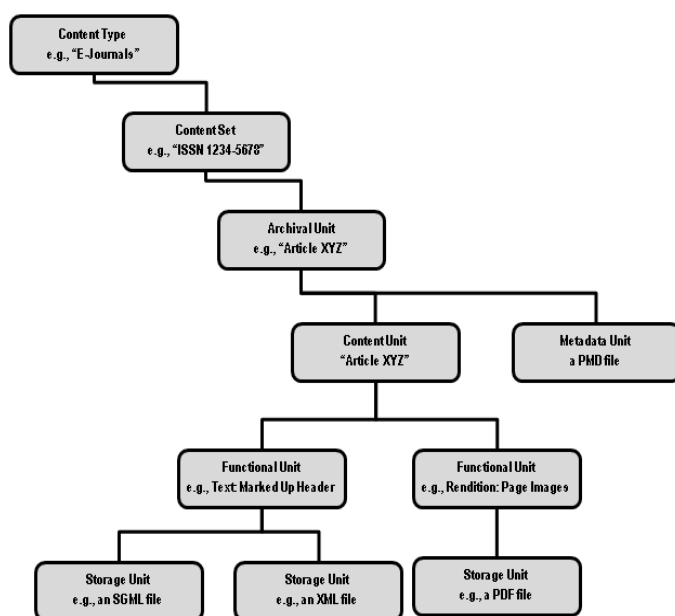 Content Type
e.g., “E-Journals”
Content Set
e.g., “ISSN 1234-5678”
Archival Unit
e.g., “Article XYZ”
Content Unit
“Article XYZ”
Metadata Unit
a PMD file
Functional Unit
e.g., Text: Marked Up Header
Functional Unit
e.g., Rendition: Page Images
Storage Unit
e.g., an SGML file
Storage Unit
e.g., an XML file
Storage Unit
e.g., a PDF file